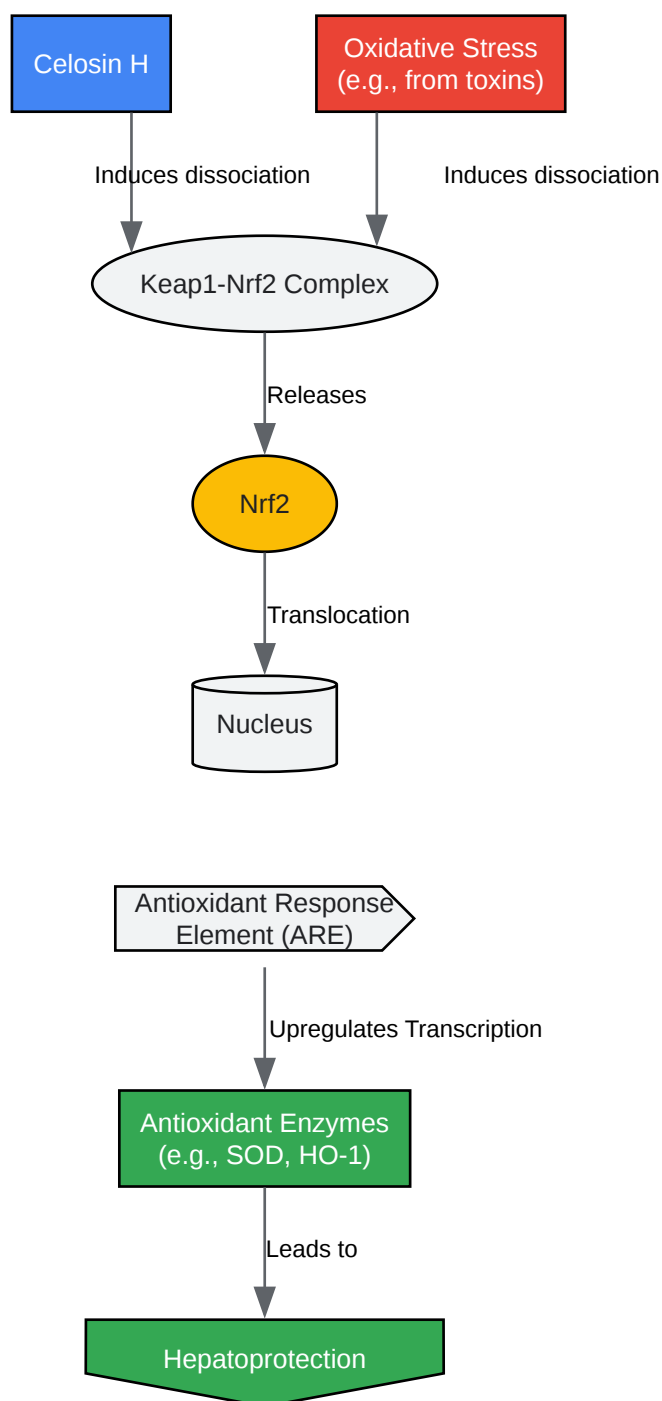 Celosin H
Oxidative Stress
(e.g., from toxins)
Induces dissociation
Induces dissociation
Keap1-Nrf2 Complex
Releases
Nrf2
Translocation
Nucleus
Antioxidant Response
Element (ARE)
Upregulates Transcription
Antioxidant Enzymes
(e.g., SOD, HO-1)
Leads to
Hepatoprotection